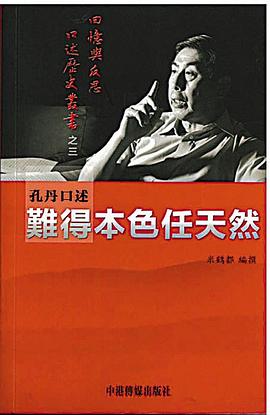 回憶與反思
口述歷史叢書之三
孔丹口述
難得本色任天然
米鶴都 編撰
中港傳媒出版社